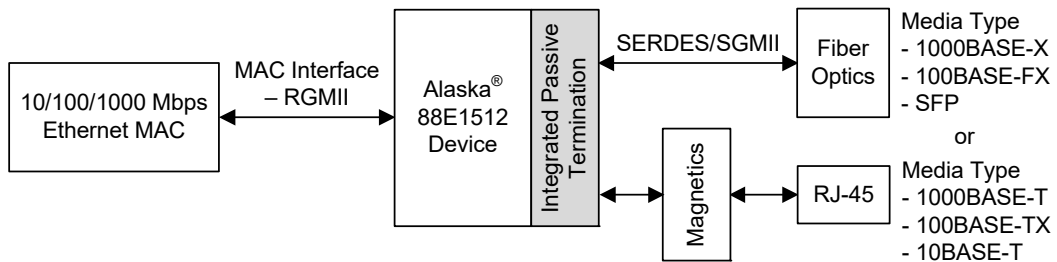 10/100/1000 Mbps
Ethernet MAC
MAC Interface
– RGMII
Alaska®
88E1512
Device
Integrated Passive
Termination
SERDES/SGMII
Fiber
Optics
Media Type
- 1000BASE-X
- 100BASE-FX
- SFP
or
Magnetics
RJ-45
Media Type
- 1000BASE-T
- 100BASE-TX
- 10BASE-T